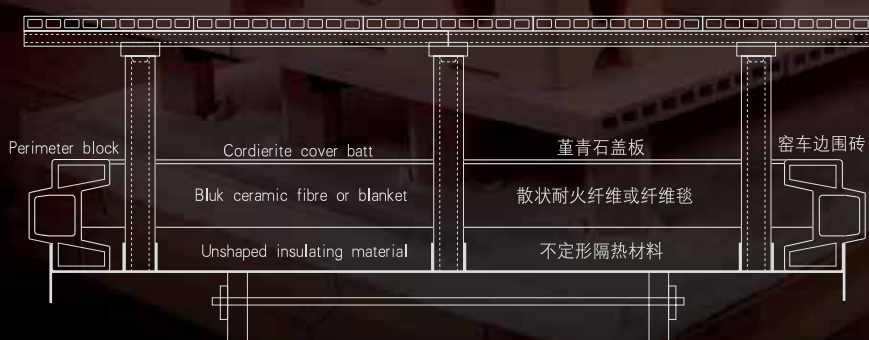 Perimeter block
Cordierite cover batt
堇青石盖板
窑车边围砖
Bluk ceramic fibre or blanket
散状耐火纤维或纤维毯
Unshaped insulating material
不定形隔热材料